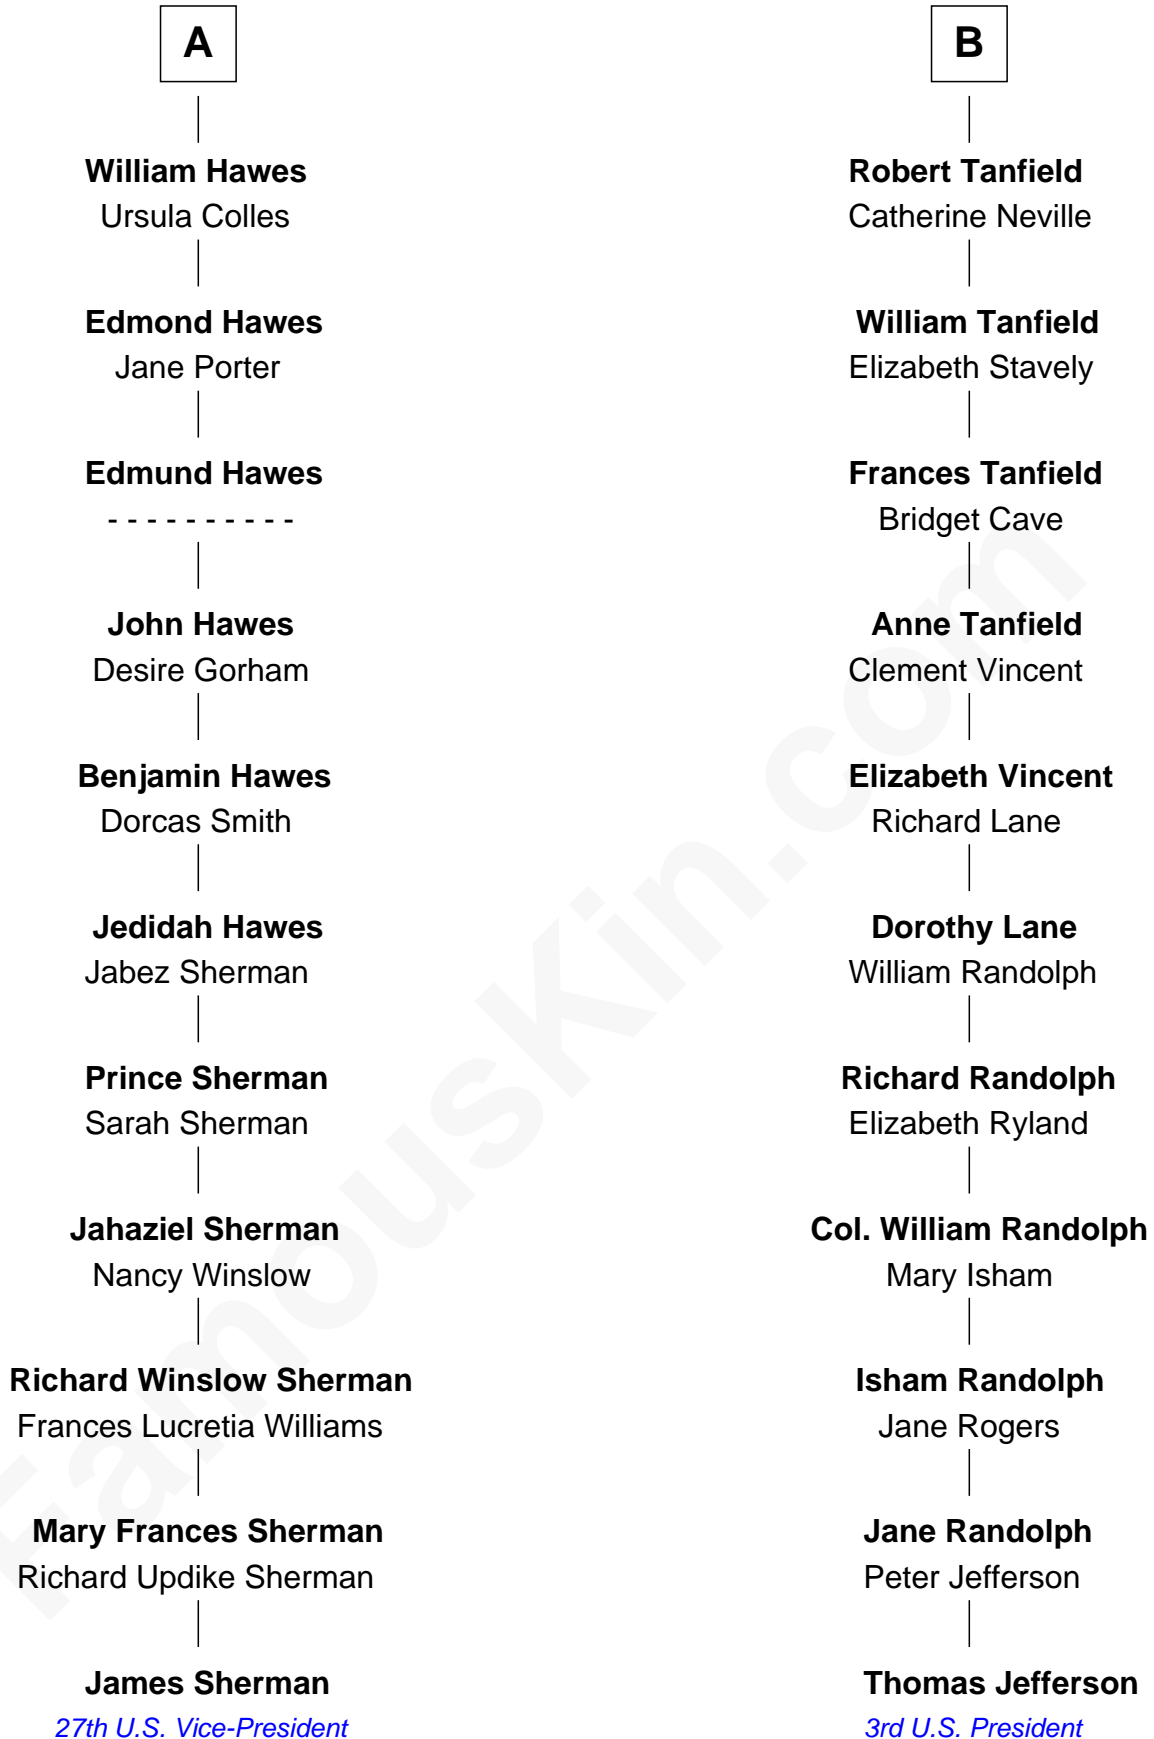 A
William Hawes
Ursula Colles
Edmond Hawes
Jane Porter
Edmund Hawes
- - - - - - - - - -
John Hawes
Desire Gorham
Benjamin Hawes
Dorcas Smith
Jedidah Hawes
Jabez Sherman
Prince Sherman
Sarah Sherman
Jahaziel Sherman
Nancy Winslow
Richard Winslow Sherman
Frances Lucretia Williams
Mary Frances Sherman
Richard Updike Sherman
James Sherman
27th U.S. Vice-President
B
Robert Tanfield
Catherine Neville
William Tanfield
Elizabeth Stavely
Frances Tanfield
Bridget Cave
Anne Tanfield
Clement Vincent
Elizabeth Vincent
Richard Lane
Dorothy Lane
William Randolph
Richard Randolph
Elizabeth Ryland
Col. William Randolph
Mary Isham
Isham Randolph
Jane Rogers
Jane Randolph
Peter Jefferson
Thomas Jefferson
3rd U.S. President
FamousKin.com